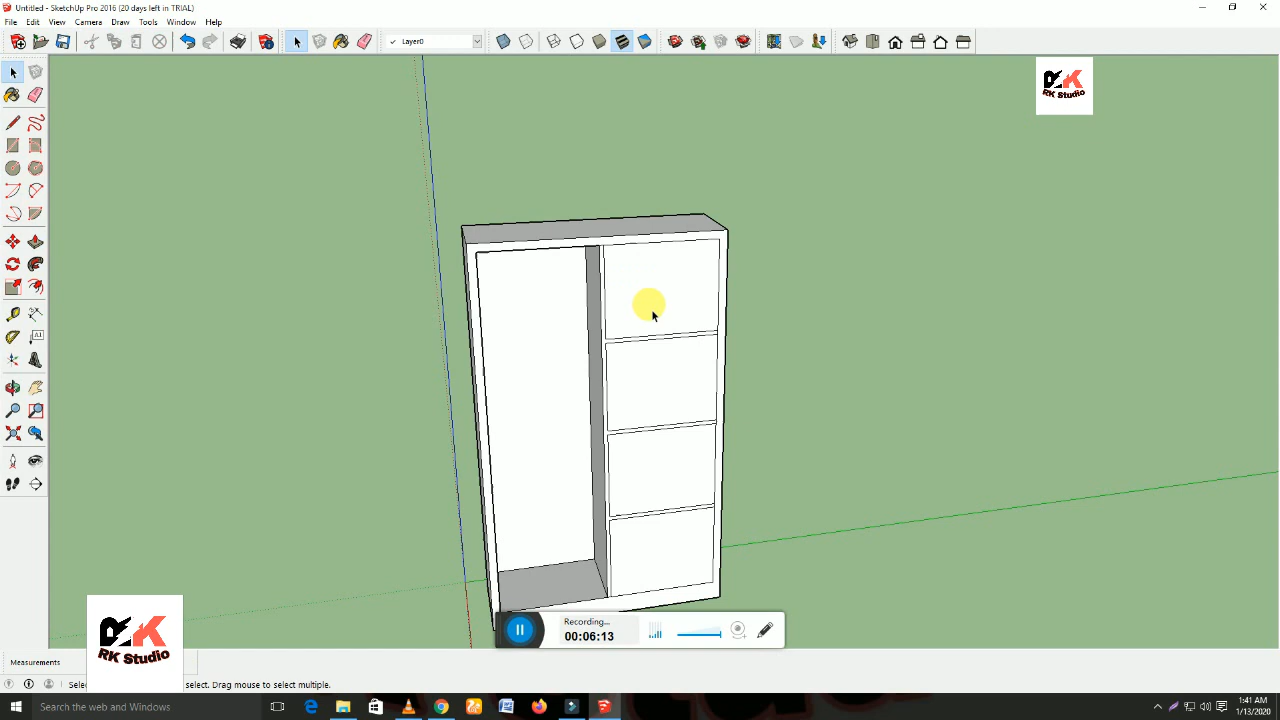 Untitled - SketchUp Pro 2016 (20 days left in TRIAL)
File Edit View Camera Draw Tools Window Help
Layer0
RK Studio
A1
Recording...
00:06:13
RK Studio
Measurements
Selec select. Drag mouse to select multiple.
Search the web and Windows
1:41 AM
1/13/2020